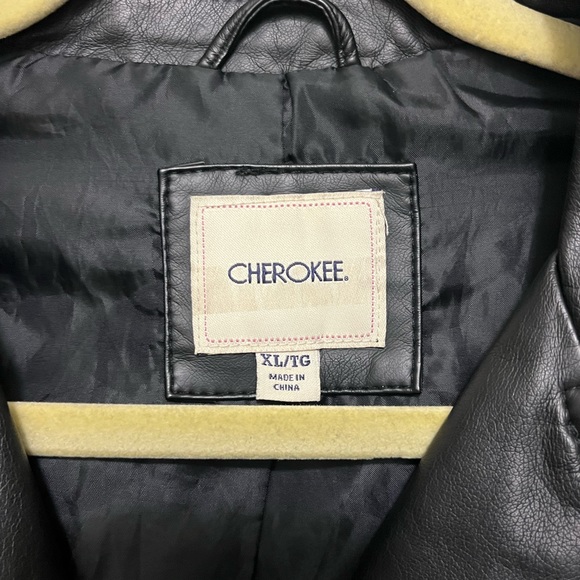 CHEROKEE.
XL/TG
MADE IN
CHINA